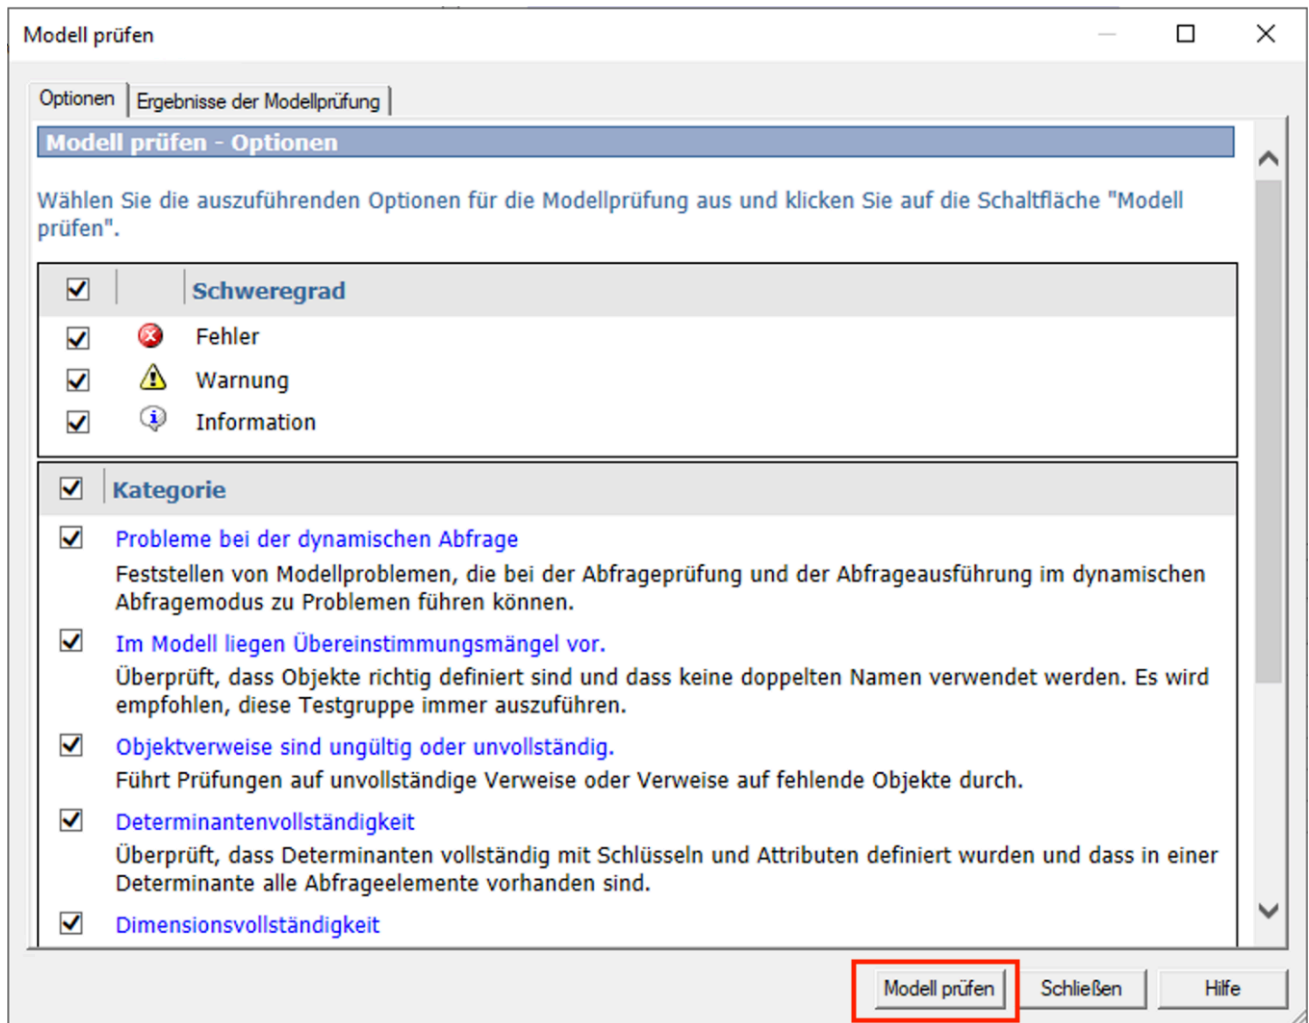 Modell prüfen
Optionen
Ergebnisse der Modellprüfung
Modell prüfen - Optionen
Wählen Sie die auszuführenden Optionen für die Modellprüfung aus und klicken Sie auf die Schaltfläche "Modell
prüfen".
Schweregrad
Fehler
Warnung
Information
Kategorie
Probleme bei der dynamischen Abfrage
Feststellen von Modellproblemen, die bei der Abfrageprüfung und der Abfrageausführung im dynamischen
Abfragemodus zu Problemen führen können.
Im Modell liegen Übereinstimmungsmängel vor.
Überprüft, dass Objekte richtig definiert sind und dass keine doppelten Namen verwendet werden. Es wird
empfohlen, diese Testgruppe immer auszuführen.
Objektverweise sind ungültig oder unvollständig.
Führt Prüfungen auf unvollständige Verweise oder Verweise auf fehlende Objekte durch.
Determinantenvollständigkeit
Überprüft, dass Determinanten vollständig mit Schlüsseln und Attributen definiert wurden und dass in einer
Determinante alle Abfrageelemente vorhanden sind.
Dimensionsvollständigkeit
Modell prüfen
Schließen
Hilfe